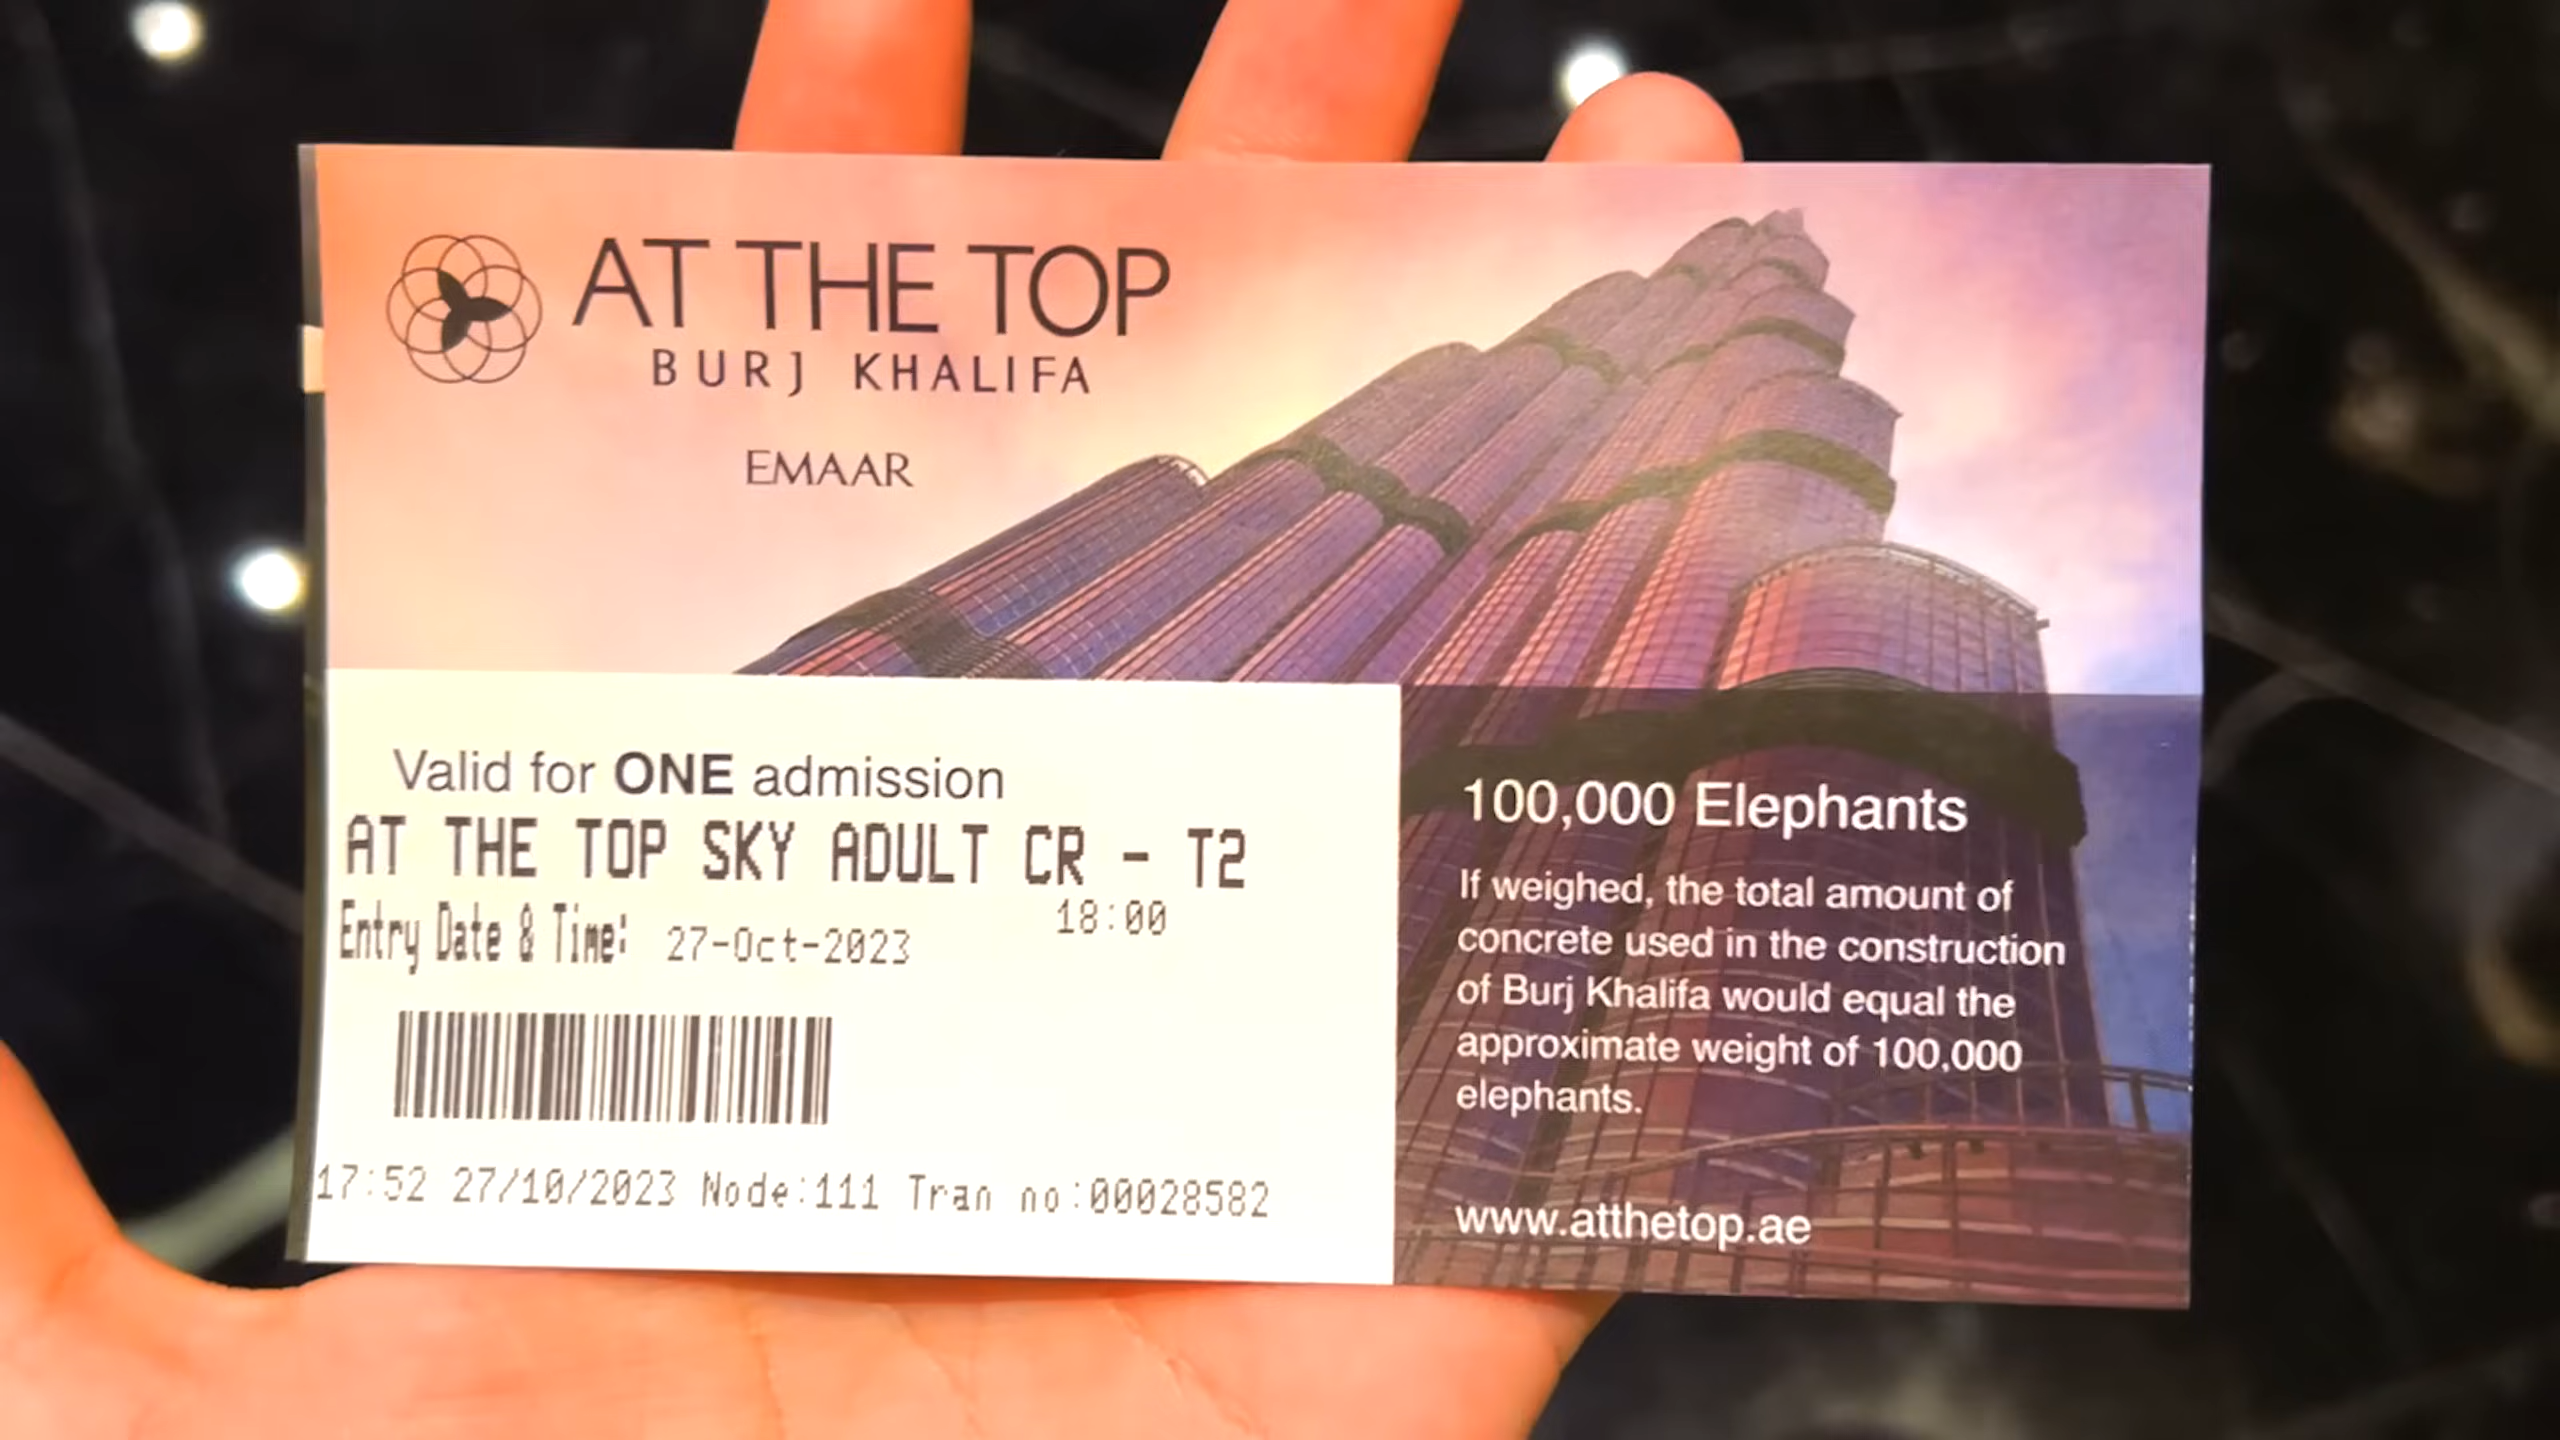 AT THE TOP
BURJ KHALIFA
EMAAR
Valid for ONE admission
AT THE TOP SKY ADULT CR - T2
Entry Date & Time: 27-Oct-2023 18:00
17:52 27/10/2023 Node:111 Tran no:00028582
100,000 Elephants
If weighed, the total amount of
concrete used in the construction
of Burj Khalifa would equal the
approximate weight of 100,000
elephants.
www.atthetop.ae